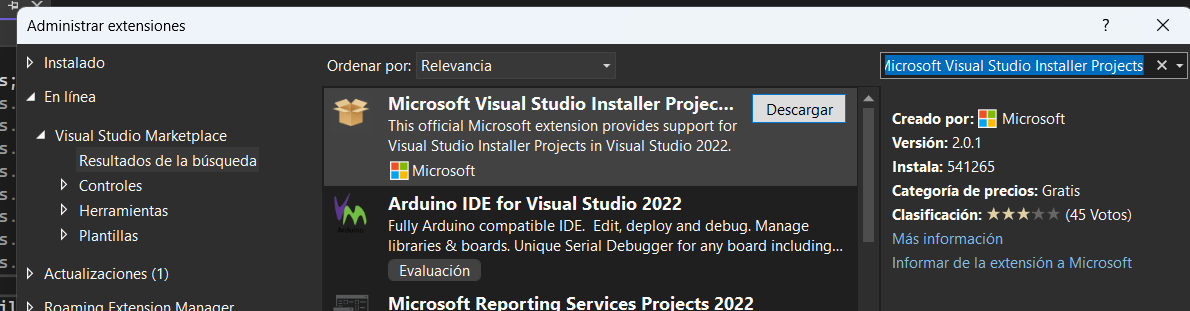 Administrar extensiones
?
Instalado
En línea
Visual Studio Marketplace
Resultados de la búsqueda
Controles
Herramientas
Plantillas
Actualizaciones (1)
Roaming Extension Manager
Ordenar por: Relevancia
Microsoft Visual Studio Installer Projec...
Descargar
This official Microsoft extension provides support for
Visual Studio Installer Projects in Visual Studio 2022.
Microsoft
Arduino IDE for Visual Studio 2022
Fully Arduino compatible IDE. Edit, deploy and debug. Manage
libraries & boards. Unique Serial Debugger for any board including...
Evaluación
Microsoft Reporting Services Projects 2022
Microsoft Visual Studio Installer Projects
Creado por: Microsoft
Versión: 2.0.1
Instala: 541265
Categoría de precios: Gratis
Clasificación: (45 Votos)
Más información
Informar de la extensión a Microsoft